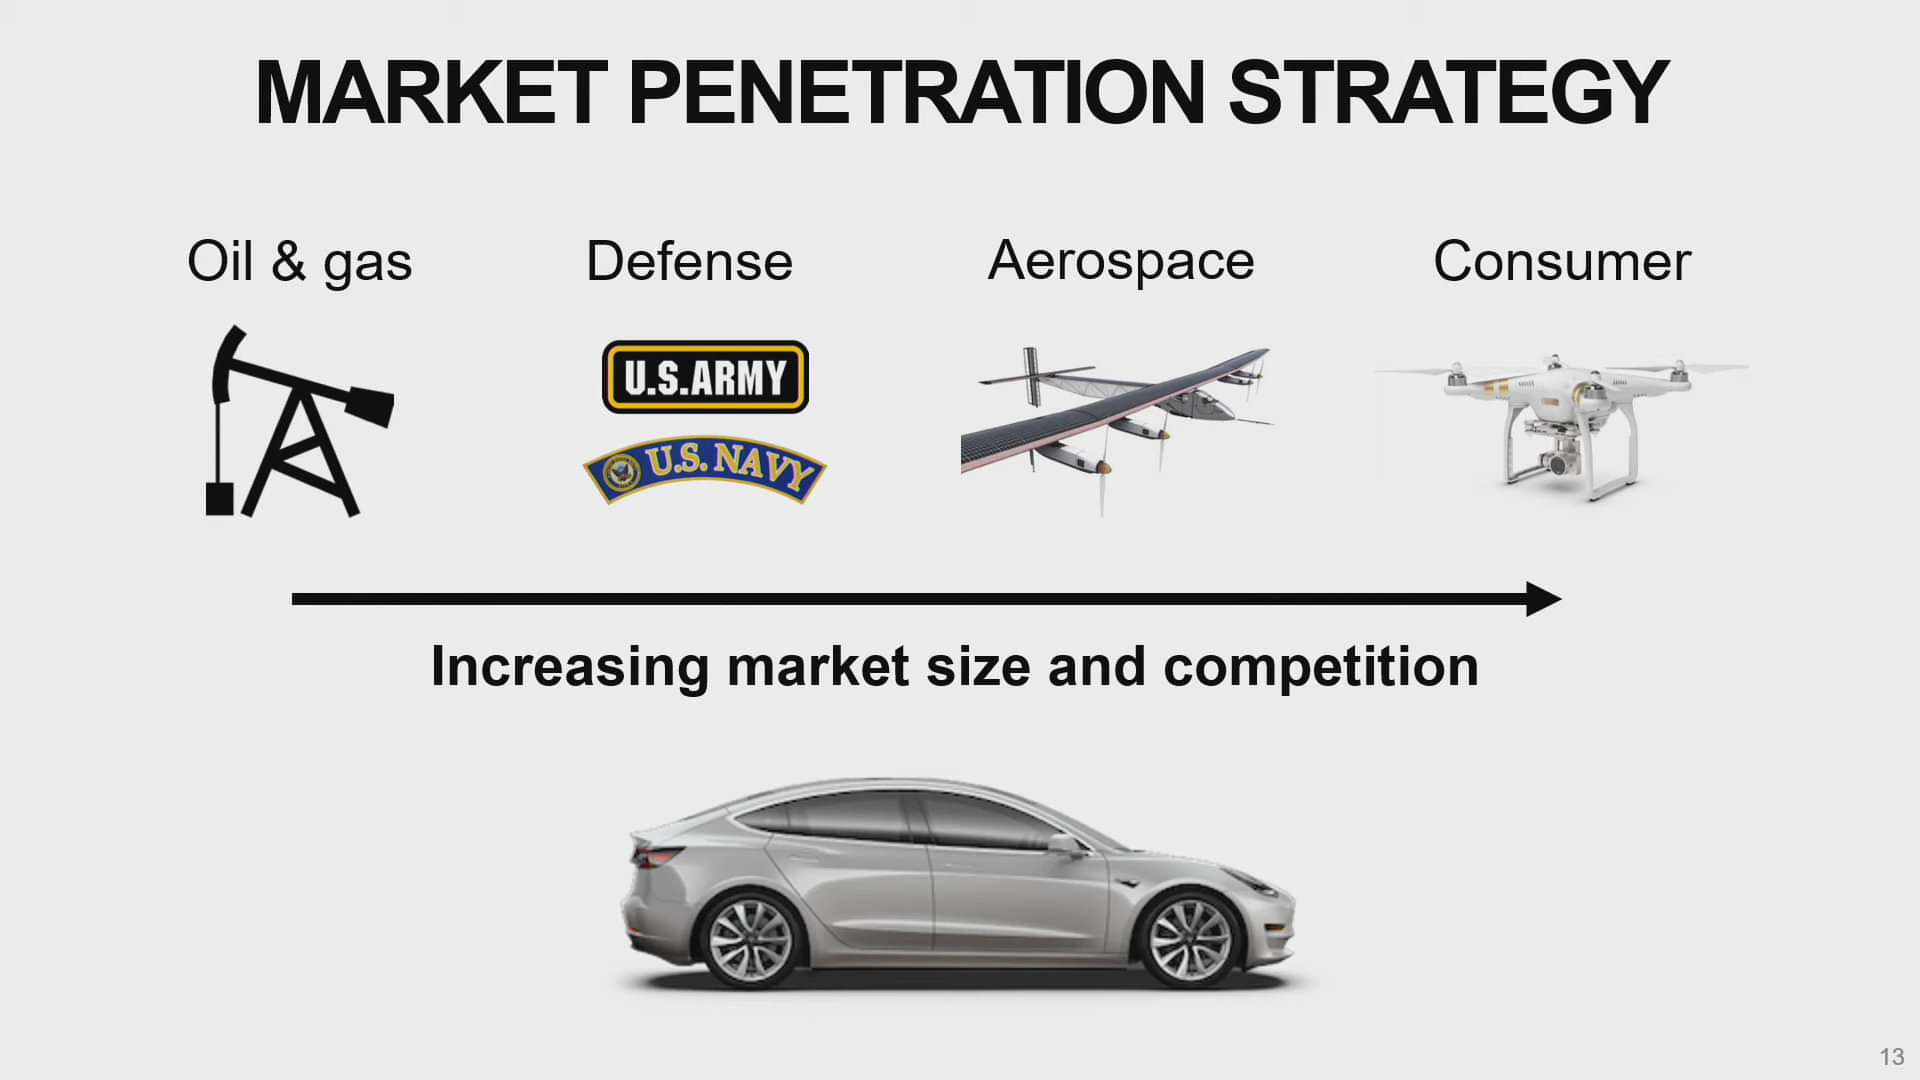 MARKET PENETRATION STRATEGY
Oil & gas
Defense
Aerospace
Consumer
U.S.ARMY
U.S. NAVY
Increasing market size and competition
13